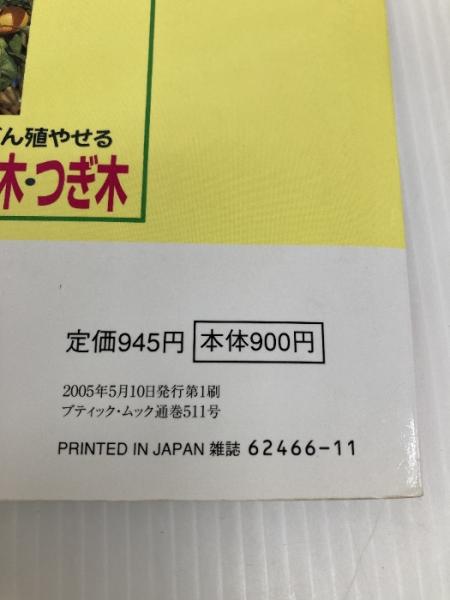 ん殖やせる
木・つぎ木
定価945円 本体900円
2005年5月10日発行第1刷
ブティック・ムック通巻511号
PRINTED IN JAPAN 雑誌 62466-11